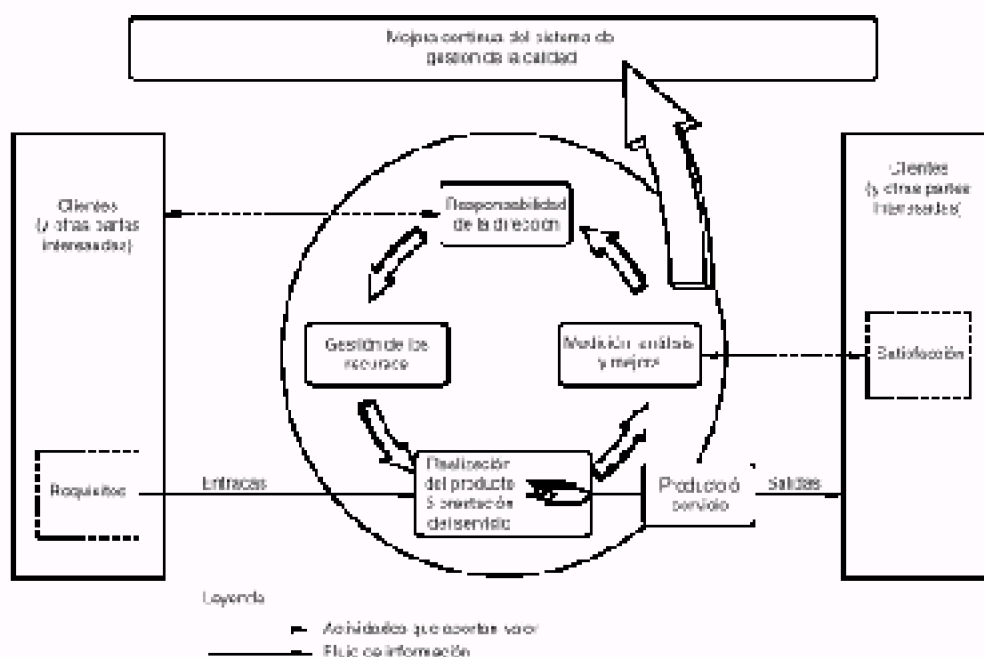 Mejora continua del sistema de
gestión de la calidad
Clientes
(y otras partes
interesadas)
Responsabilidad
de la dirección
Clientes
(y otras partes
interesadas)
Gestión de los
recursos
Medición análisis
y mejora
Satisfacción
Requisitos
Entradas
Realización
del producto
ó prestación
del servicio
Producto ó
servicio
Salidas
Leyenda
Actividades que aportan valor
Flujo de información